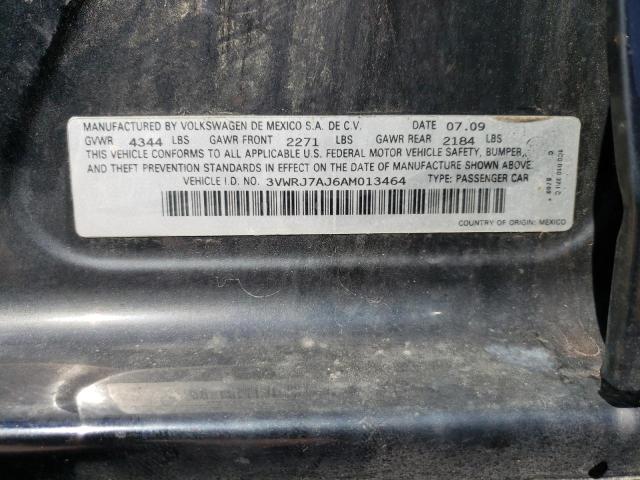 MANUFACTURED BY VOLKSWAGEN DE MEXICO S.A. DE C.V. DATE 07.09
GVWR 4344 LBS GAWR FRONT 2271 LBS GAWR REAR 2184 LBS
THIS VEHICLE CONFORMS TO ALL APPLICABLE U.S. FEDERAL MOTOR VEHICLE SAFETY, BUMPER,
AND THEFT PREVENTION STANDARDS IN EFFECT ON THE DATE OF MANUFACTURE SHOWN ABOVE.
VEHICLE I.D. NO. 3VWRJ7AJ6AM013464 TYPE: PASSENGER CAR
COUNTRY OF ORIGIN: MEXICO